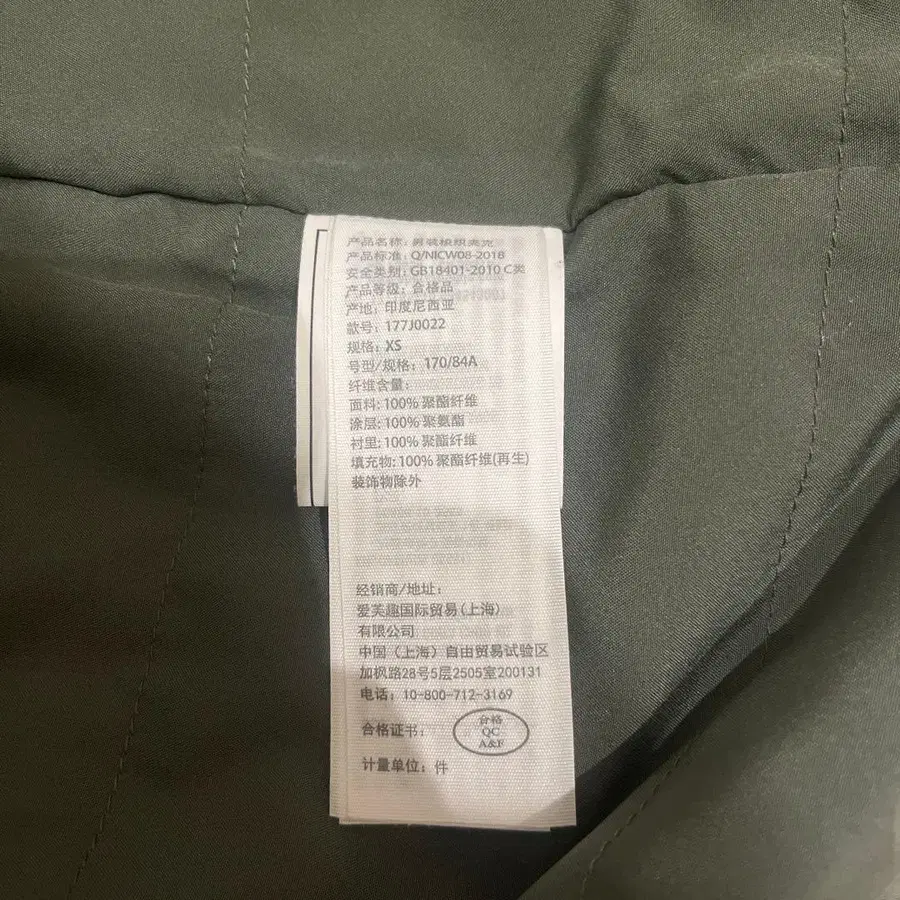 产品名称: 男装梭织夹克
产品标准: Q/NICW08-2018
安全类别: GB18401-2010 C类
产品等级: 合格品
产地: 印度尼西亚
款号: 177J0022
规格: XS
号型/规格: 170/84A
纤维含量:
面料: 100% 聚酯纤维
涂层: 100% 聚氨酯
衬里: 100% 聚酯纤维
填充物: 100% 聚酯纤维(再生)
装饰物除外
经销商/地址:
爱芙趣国际贸易(上海)
有限公司
中国 (上海) 自由贸易试验区
加枫路28号5层2505室200131
电话: 10-800-712-3169
合格证书:
合格
QC
A&F
计量单位: 件